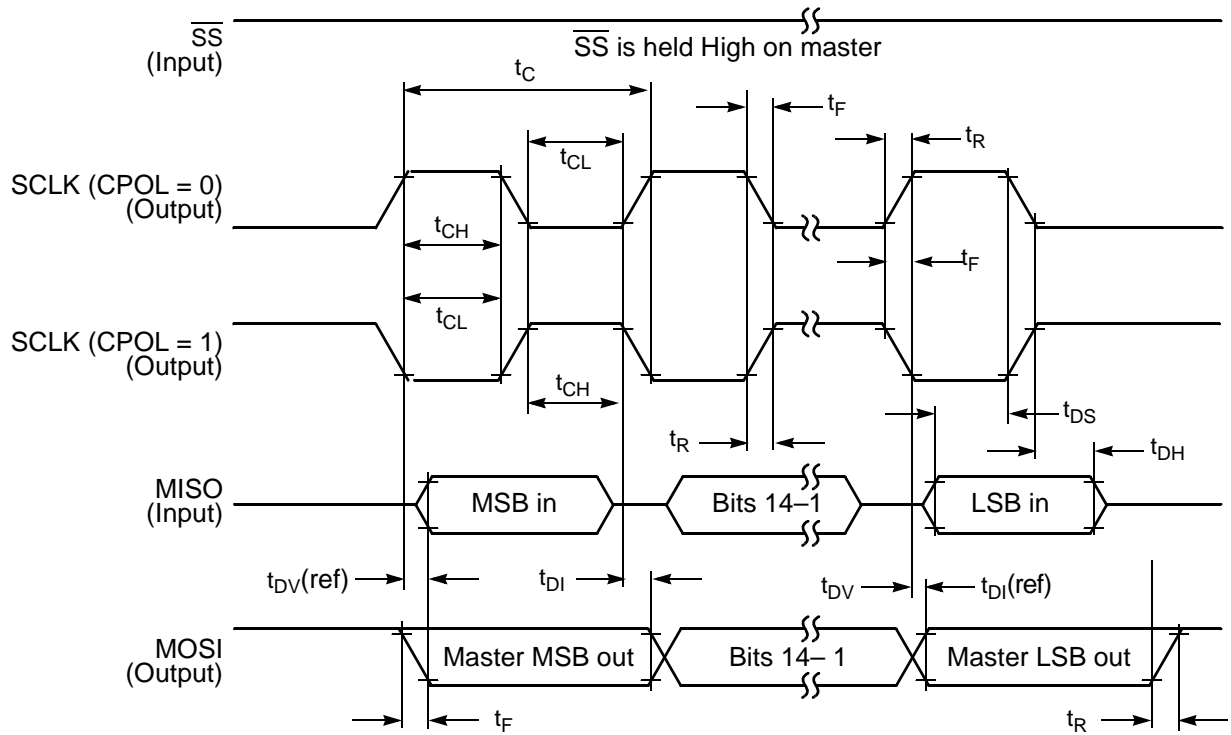 SS
(Input)
SS is held High on master
tC
tF
tR
tCL
SCLK (CPOL = 0)
(Output)
tCH
tF
tCL
SCLK (CPOL = 1)
(Output)
tCH
tDS
tR
tDH
MISO
(Input)
MSB in
Bits 14–1
LSB in
tDV(ref)
tDI
tDV
tDI(ref)
MOSI
(Output)
Master MSB out
Bits 14– 1
Master LSB out
tF
tR